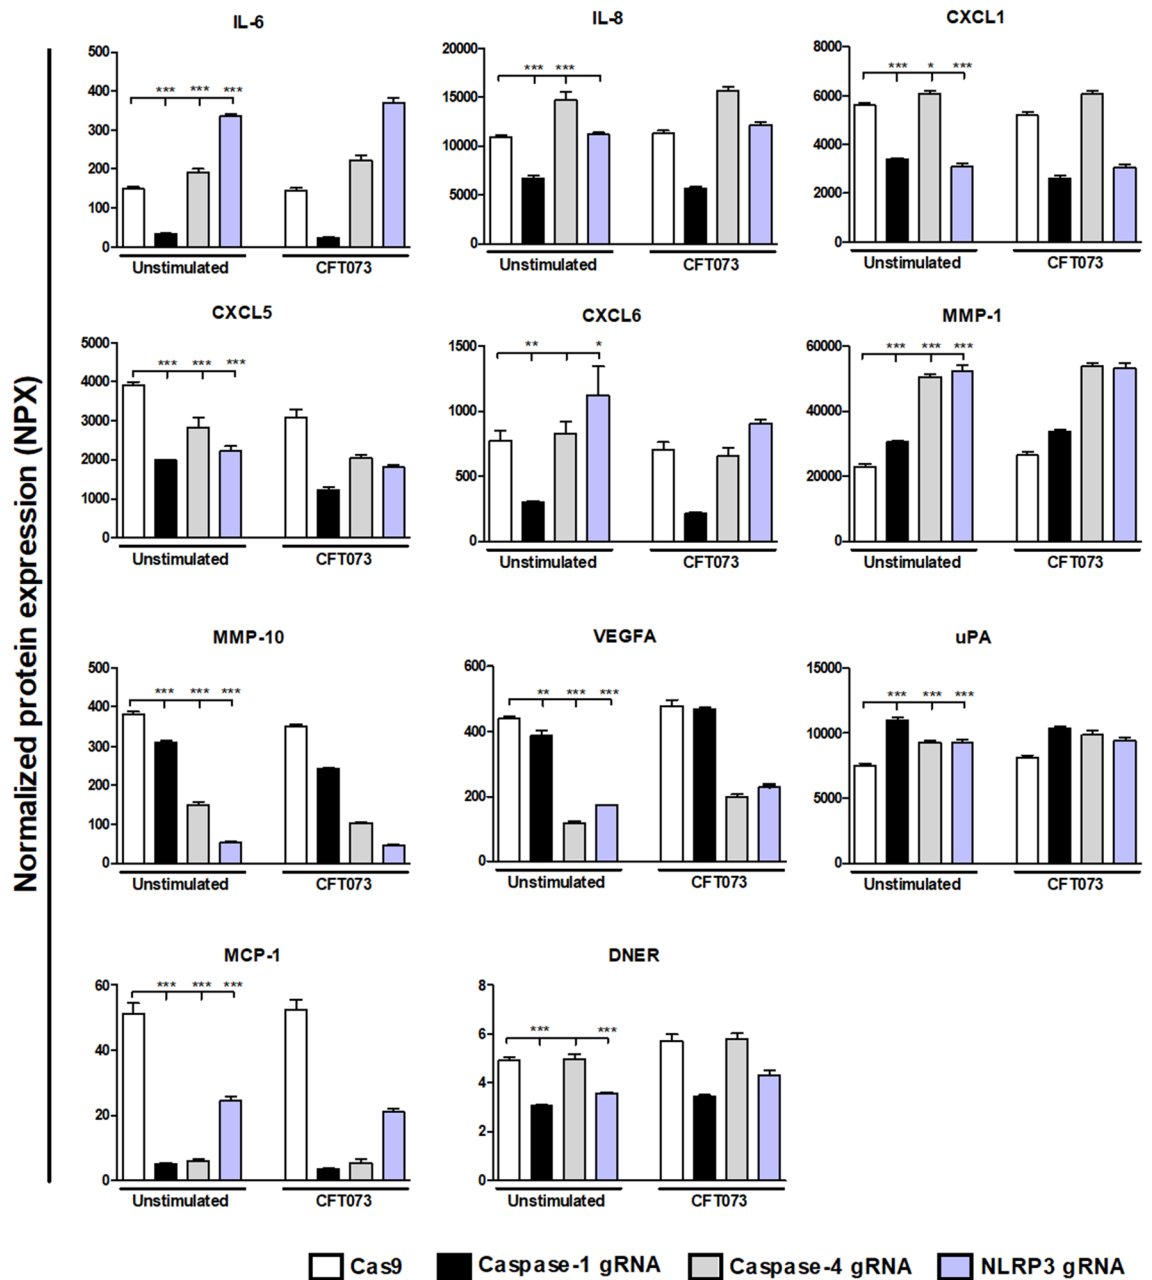 IL-6 IL-8 CXCL1
500 400 300 200 100 0 *** *** *** Unstimulated CFT073
20000 15000 10000 5000 0 *** *** Unstimulated CFT073
8000 6000 4000 2000 0 *** * *** Unstimulated CFT073
CXCL5 CXCL6 MMP-1
5000 4000 3000 2000 1000 0 *** *** *** Unstimulated CFT073
1500 1000 500 0 ** * Unstimulated CFT073
60000 40000 20000 0 *** *** *** Unstimulated CFT073
Normalized protein expression (NPX)
MMP-10 VEGFA uPA
500 400 300 200 100 0 *** *** *** Unstimulated CFT073
600 400 200 0 ** *** *** Unstimulated CFT073
15000 10000 5000 0 *** *** *** Unstimulated CFT073
MCP-1 DNER
60 40 20 0 *** *** *** Unstimulated CFT073
8 6 4 2 0 *** *** Unstimulated CFT073
Cas9 Caspase-1 gRNA Caspase-4 gRNA NLRP3 gRNA